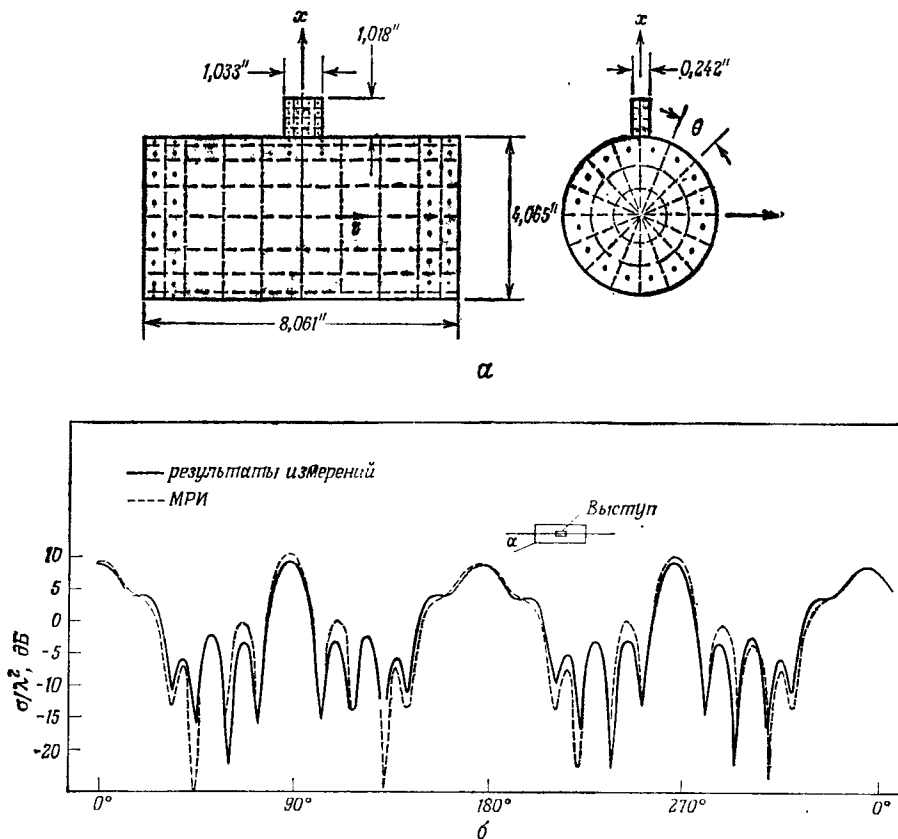 x
1,018"
x
1,033"
0,242"
θ
z
4,065"
8,061"
а
результаты измерений
МРИ
Выступ
α
σ/λ², дБ
10
5
0
-5
-10
-15
-20
0° 90° 180° 270° 0°
б